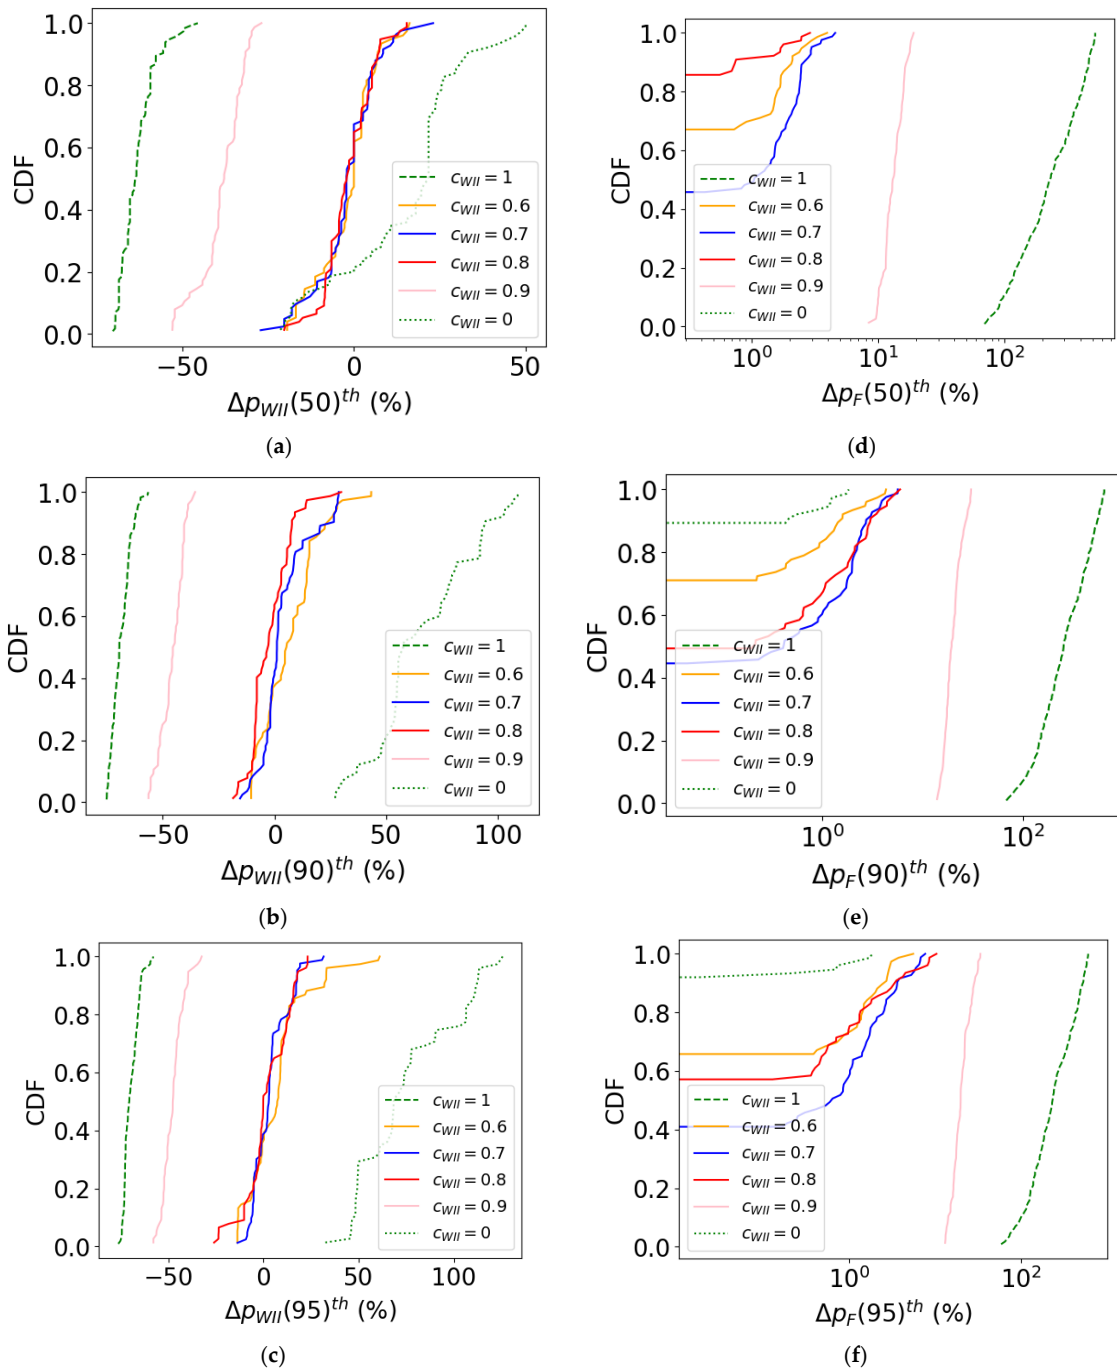 1.0
0.8
0.6
0.4
0.2
0.0
CDF
c_WII = 1
c_WII = 0.6
c_WII = 0.7
c_WII = 0.8
c_WII = 0.9
c_WII = 0
−50
0
50
Δp_WII(50)^th (%)
(a)
1.0
0.8
0.6
0.4
0.2
0.0
CDF
c_WII = 1
c_WII = 0.6
c_WII = 0.7
c_WII = 0.8
c_WII = 0.9
c_WII = 0
10^0
10^1
10^2
Δp_F(50)^th (%)
(d)
1.0
0.8
0.6
0.4
0.2
0.0
CDF
c_WII = 1
c_WII = 0.6
c_WII = 0.7
c_WII = 0.8
c_WII = 0.9
c_WII = 0
−50
0
50
100
Δp_WII(90)^th (%)
(b)
1.0
0.8
0.6
0.4
0.2
0.0
CDF
c_WII = 1
c_WII = 0.6
c_WII = 0.7
c_WII = 0.8
c_WII = 0.9
c_WII = 0
10^0
10^2
Δp_F(90)^th (%)
(e)
1.0
0.8
0.6
0.4
0.2
0.0
CDF
c_WII = 1
c_WII = 0.6
c_WII = 0.7
c_WII = 0.8
c_WII = 0.9
c_WII = 0
−50
0
50
100
Δp_WII(95)^th (%)
(c)
1.0
0.8
0.6
0.4
0.2
0.0
CDF
c_WII = 1
c_WII = 0.6
c_WII = 0.7
c_WII = 0.8
c_WII = 0.9
c_WII = 0
10^0
10^2
Δp_F(95)^th (%)
(f)